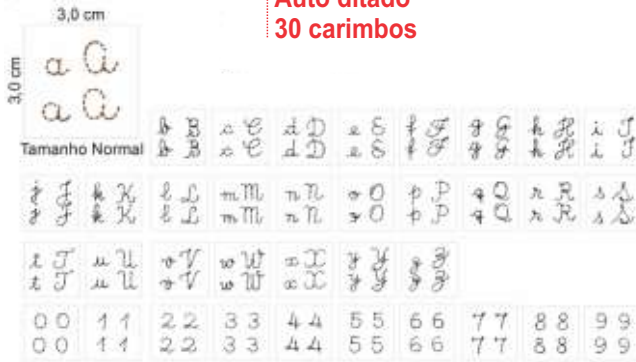 Auto ditado
30 carimbos
3,0 cm
3,0 cm
a a
a a
Tamanho Normal
b B c C d D e E f F g G h H i I
b B c C d D e E f F g G h H i I
j J k K l L m M n N o O p P q Q r R s S
j J k K l L m M n N o O p P q Q r R s S
t T u U v V w W x X y Y z Z
t T u U v V w W x X y Y z Z
0 0 1 1 2 2 3 3 4 4 5 5 6 6 7 7 8 8 9 9
0 0 1 1 2 2 3 3 4 4 5 5 6 6 7 7 8 8 9 9